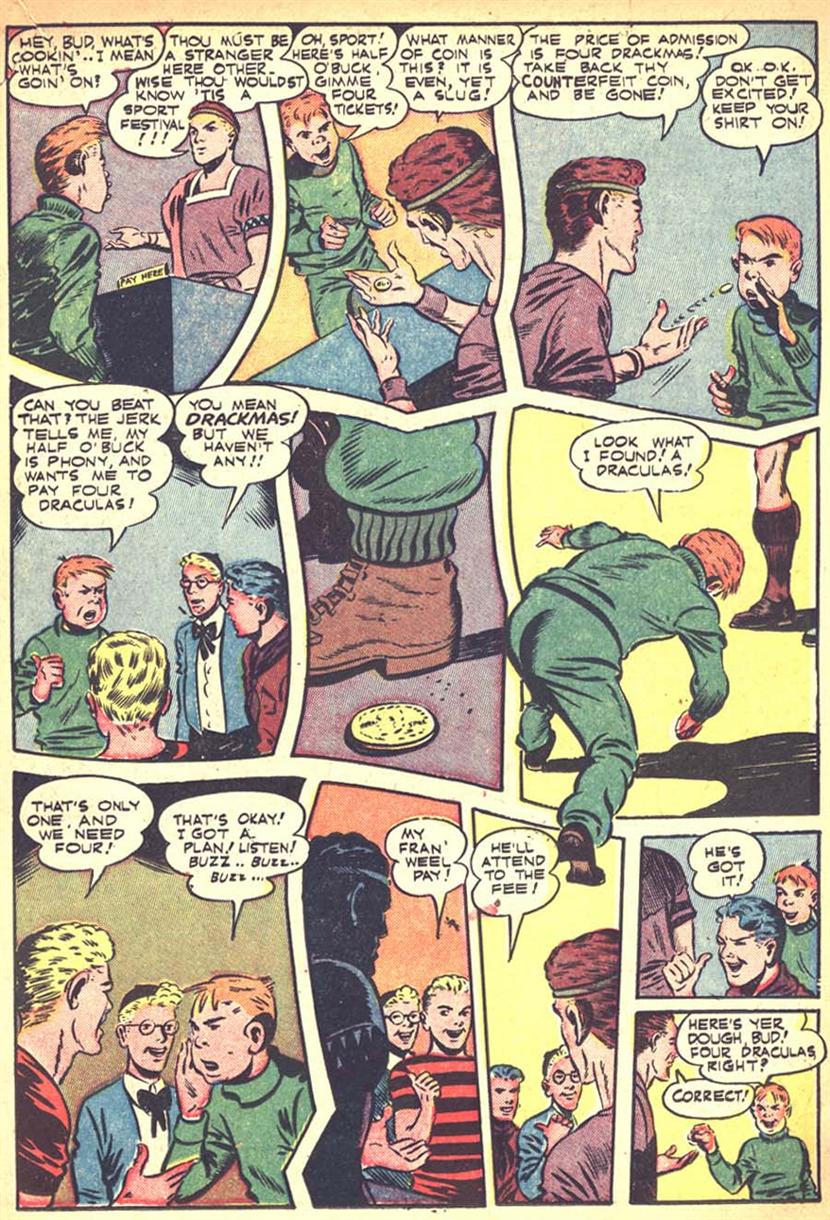 HEY, BUD, WHAT'S
COOKIN'.. I MEAN
WHAT'S
GOIN' ON?
THOU MUST BE
A STRANGER
HERE OTHER-
WISE THOU WOULDST
KNOW 'TIS A
SPORT
FESTIVAL
!!!
PAY HERE
OH, SPORT!
HERE'S HALF
O'BUCK.
GIMME
FOUR
TICKETS!
WHAT MANNER
OF COIN IS
THIS? IT IS
EVEN, YET
A SLUG!
THE PRICE OF ADMISSION
IS FOUR DRACKMAS!
TAKE BACK THY
COUNTERFEIT COIN,
AND BE GONE!
OK..O.K.
DON'T GET
EXCITED!
KEEP YOUR
SHIRT ON!
CAN YOU BEAT
THAT? THE JERK
TELLS ME, MY
HALF O'BUCK
IS PHONY, AND
WANTS ME TO
PAY FOUR
DRACULAS!
YOU MEAN
DRACKMAS!
BUT WE
HAVEN'T
ANY!!
LOOK WHAT
I FOUND! A
DRACULAS!
THAT'S ONLY
ONE, AND
WE NEED
FOUR!
THAT'S OKAY!
I GOT A
PLAN! LISTEN!
BUZZ.. BUZZ..
BUZZ...
MY
FRAN'
WEEL
PAY!
HE'LL
ATTEND
TO THE
FEE!
HE'S
GOT
IT!
HERE'S YER
DOUGH, BUD!
FOUR DRACULAS,
RIGHT?
CORRECT!